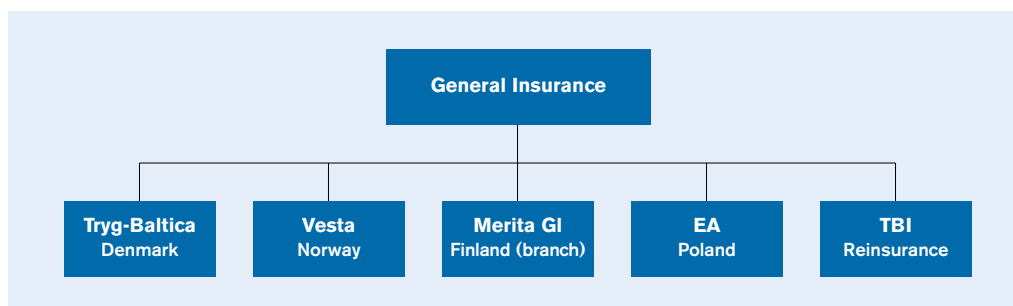 General Insurance
Tryg-Baltica
Denmark
Vesta
Norway
Merita GI
Finland (branch)
EA
Poland
TBI
Reinsurance